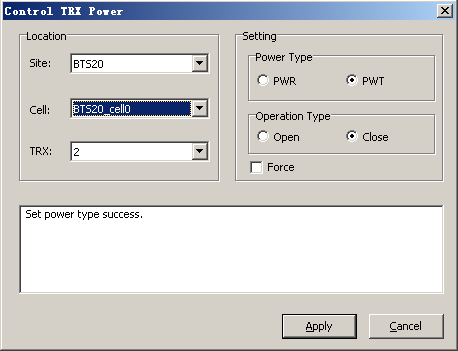 Control TRX Power
Location
Site:
BTS20
Cell:
BTS20_cell0
TRX:
2
Setting
Power Type
PWR
PWT
Operation Type
Open
Close
Force
Set power type success.
Apply
Cancel